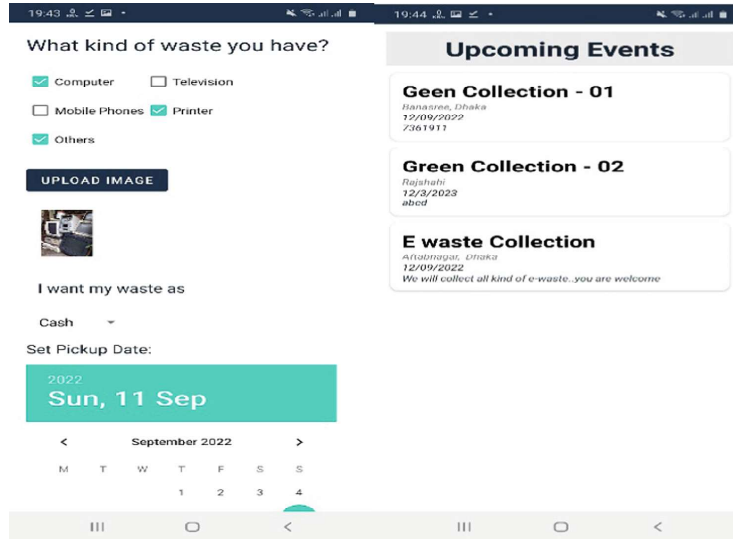 19:43
What kind of waste you have?
Computer Television
Mobile Phones Printer
Others
UPLOAD IMAGE
I want my waste as
Cash
Set Pickup Date:
2022
Sun, 11 Sep
September 2022
M T W T F S S
1 2 3 4
19:44
Upcoming Events
Geen Collection - 01
Banasree, Dhaka
12/09/2022
7361911
Green Collection - 02
Rajshahi
12/3/2023
abcd
E waste Collection
Aftabnagar, Dhaka
12/09/2022
We will collect all kind of e-waste..you are welcome